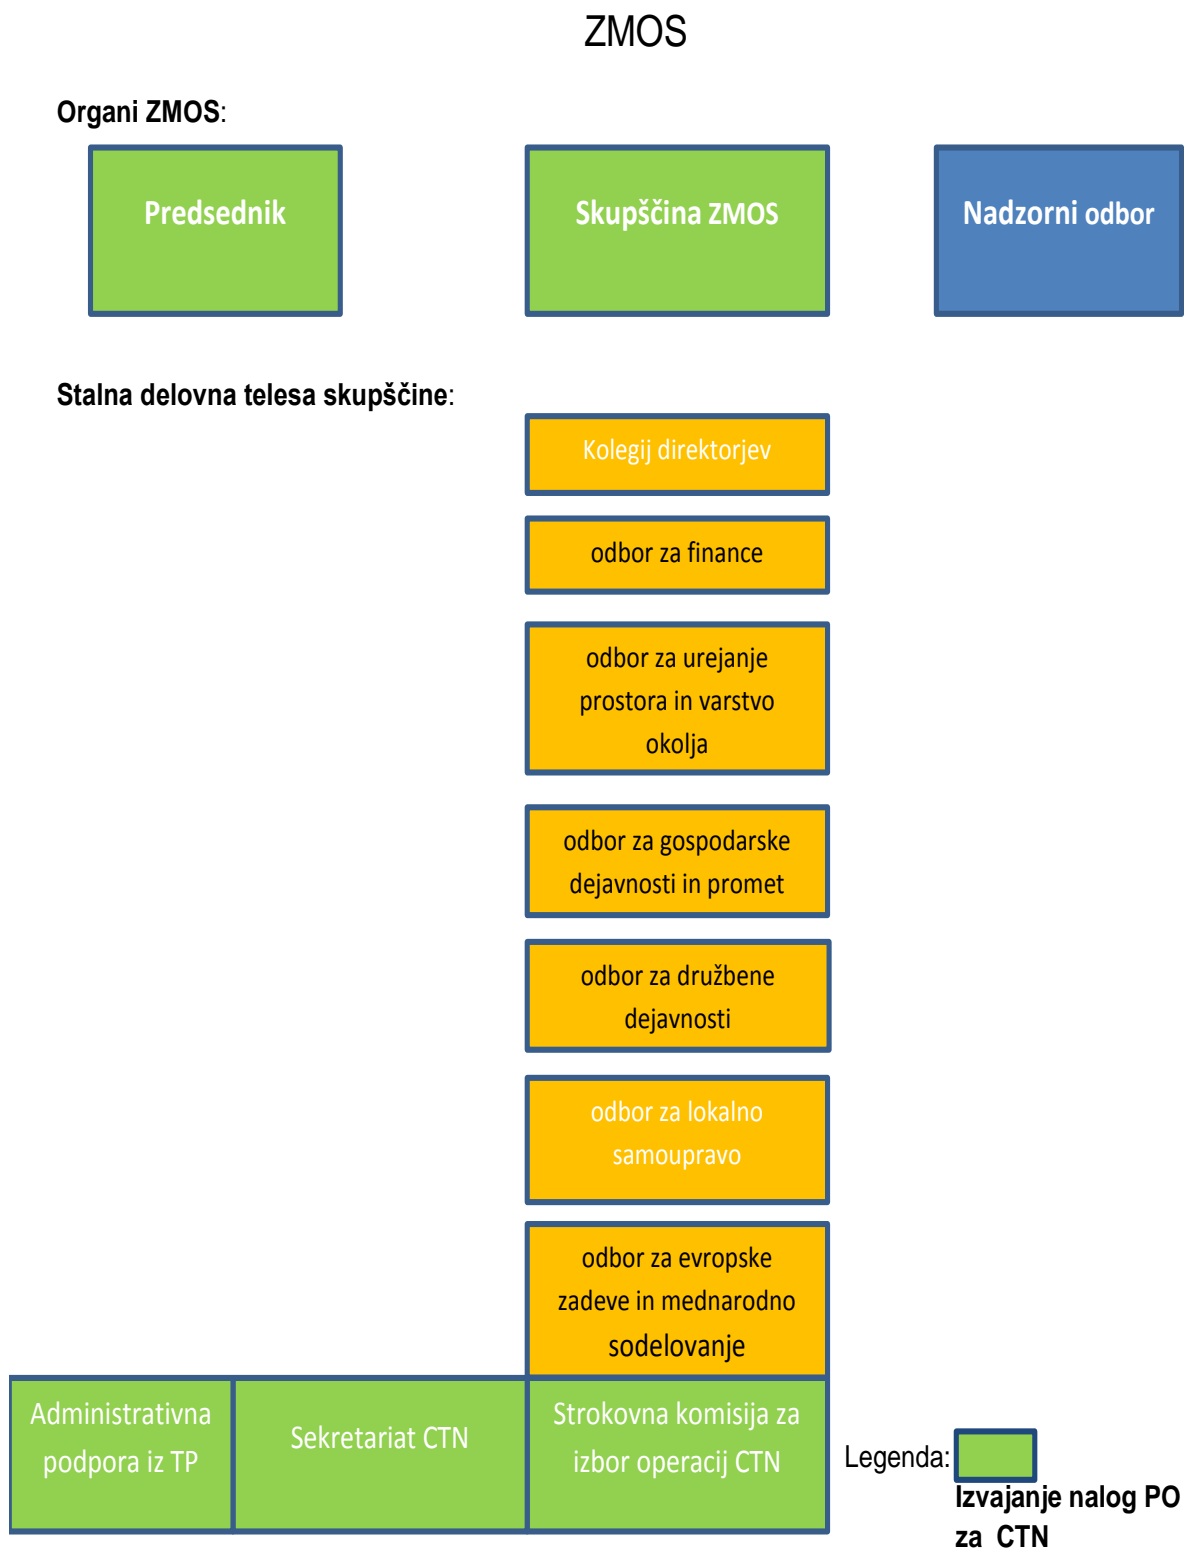 ZMOS
Organi ZMOS:
Predsednik
Skupščina ZMOS
Nadzorni odbor
Stalna delovna telesa skupščine:
Kolegij direktorjev
odbor za finance
odbor za urejanje
prostora in varstvo
okolja
odbor za gospodarske
dejavnosti in promet
odbor za družbene
dejavnosti
odbor za lokalno
samoupravo
odbor za evropske
zadeve in mednarodno
sodelovanje
Administrativna
podpora iz TP
Sekretariat CTN
Strokovna komisija za
izbor operacij CTN
Legenda:
Izvajanje nalog PO
za CTN